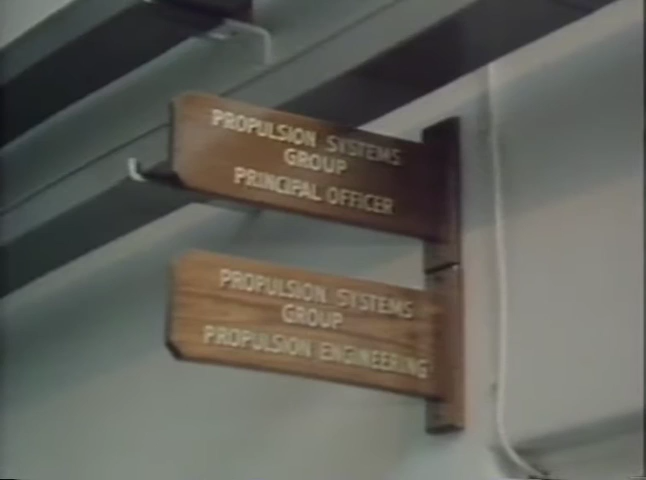 PROPULSION SYSTEMS
GROUP
PRINCIPAL OFFICER
PROPULSION SYSTEMS
GROUP
PROPULSION ENGINEERING